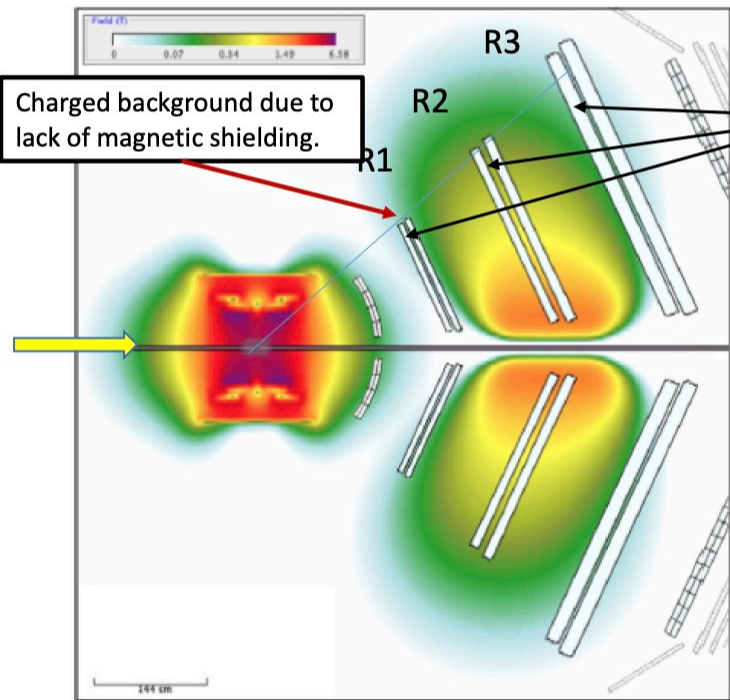 Field (T)
0 0.07 0.34 1.49 6.58
R3
R2
Charged background due to
lack of magnetic shielding.
R1
144 cm